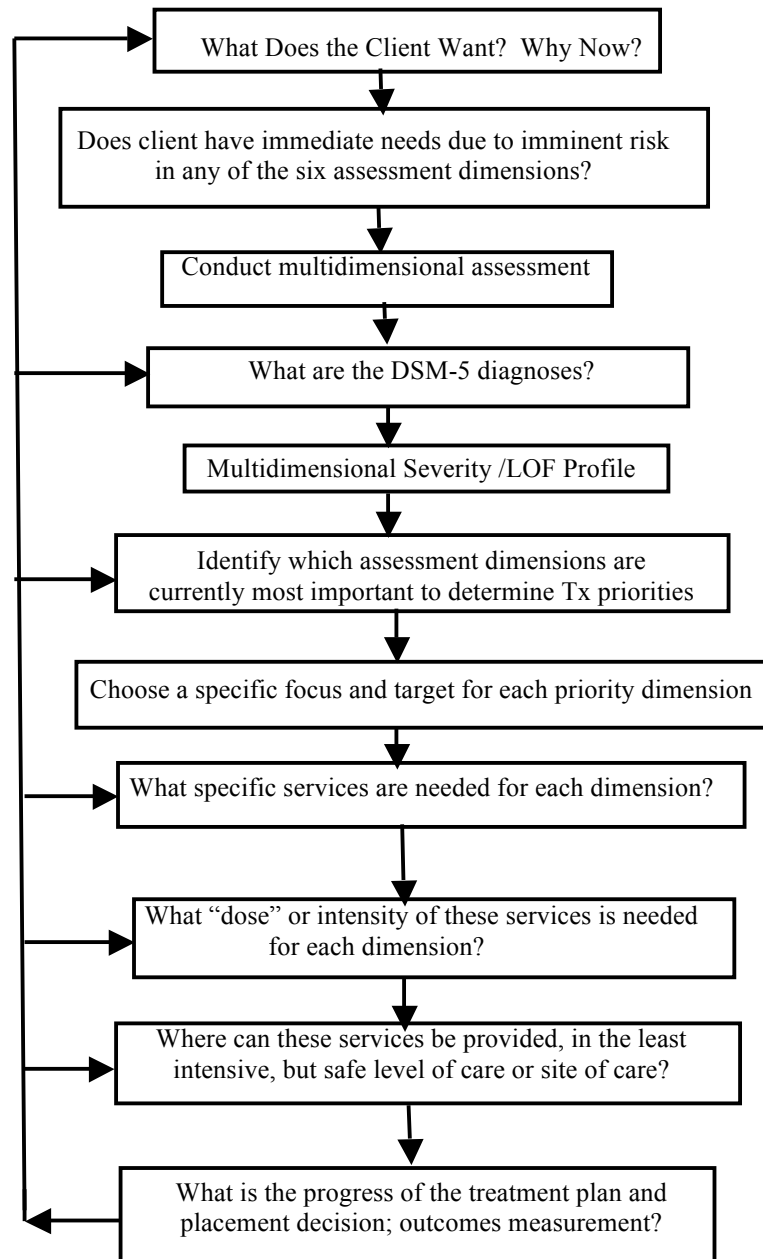 What Does the Client Want?  Why Now?
Does client have immediate needs due to imminent risk
in any of the six assessment dimensions?
Conduct multidimensional assessment
What are the DSM-5 diagnoses?
Multidimensional Severity /LOF Profile
Identify which assessment dimensions are
currently most important to determine Tx priorities
Choose a specific focus and target for each priority dimension
What specific services are needed for each dimension?
What “dose” or intensity of these services is needed
for each dimension?
Where can these services be provided, in the least
intensive, but safe level of care or site of care?
What is the progress of the treatment plan and
placement decision; outcomes measurement?